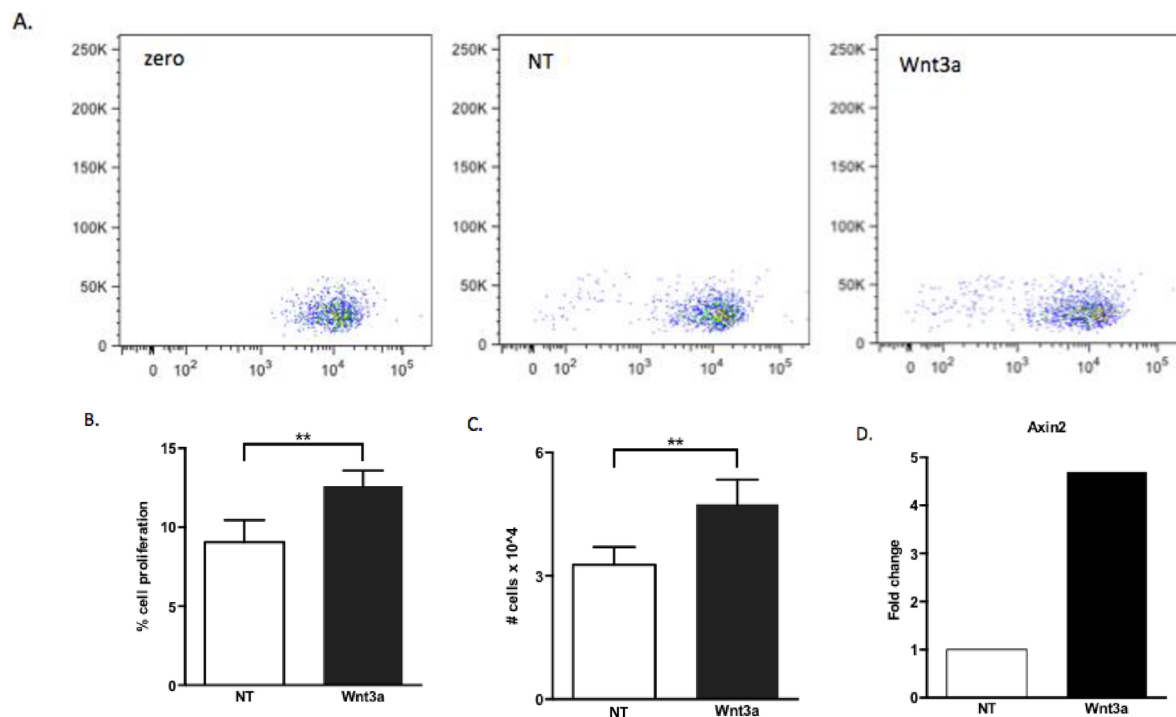 A.
250K
200K
150K
100K
50K
0
zero
0 10^2 10^3 10^4 10^5
250K
200K
150K
100K
50K
0
NT
0 10^2 10^3 10^4 10^5
250K
200K
150K
100K
50K
0
Wnt3a
0 10^2 10^3 10^4 10^5
B.
**
% cell proliferation
15
10
5
0
NT Wnt3a
C.
**
# cells x 10^4
6
3
0
NT Wnt3a
D.
Axin2
Fold change
5
4
3
2
1
0
NT Wnt3a